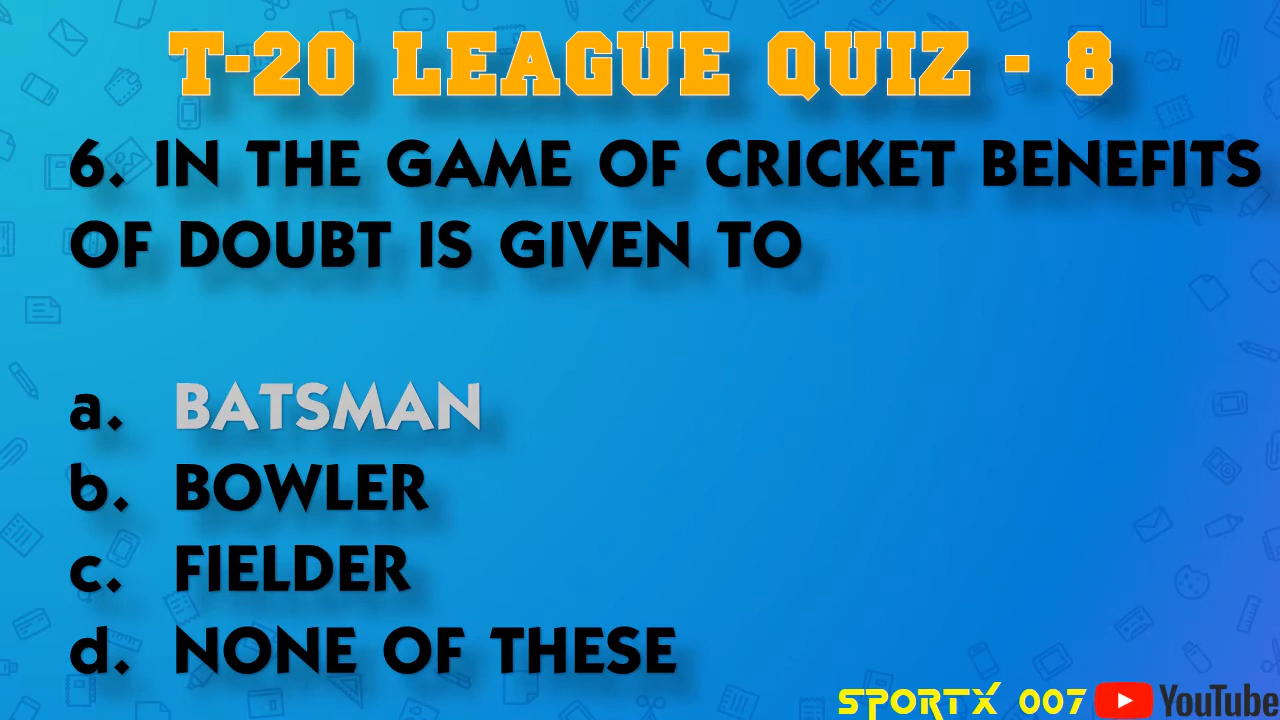 T-20 LEAGUE QUIZ - 8
6. IN THE GAME OF CRICKET BENEFITS
OF DOUBT IS GIVEN TO
a. BATSMAN
b. BOWLER
c. FIELDER
d. NONE OF THESE
SPORTX 007 YouTube